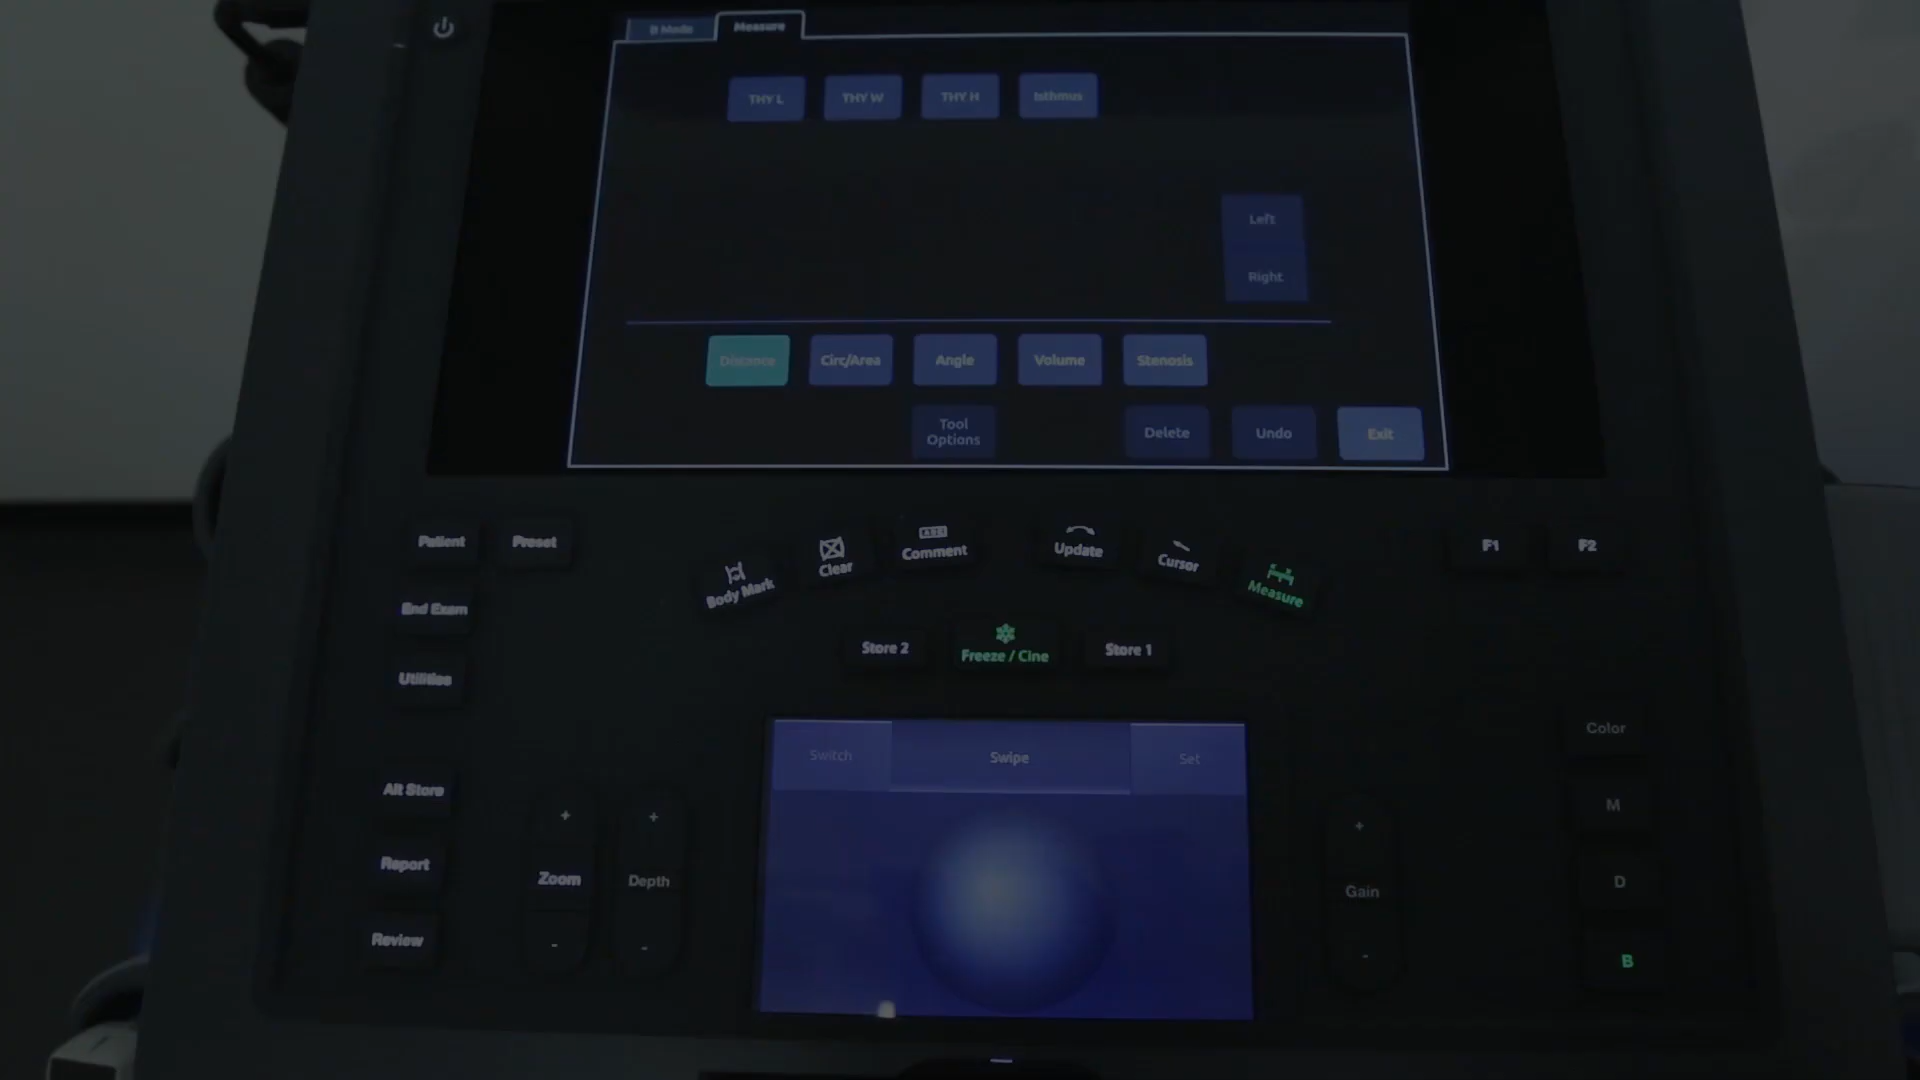 B Mode Measure
THY L THY W THY H Isthmus
Left
Right
Distance Circ/Area Angle Volume Stenosis
Tool
Options
Delete Undo Exit
Patient Preset
Body Mark Clear Comment Update Cursor Measure
F1 F2
End Exam
Store 2 Freeze / Cine Store 1
Utilities
Switch Swipe Set
Color
Alt Store
+ + +
M
Report
Zoom Depth Gain
D
Review
- - -
B